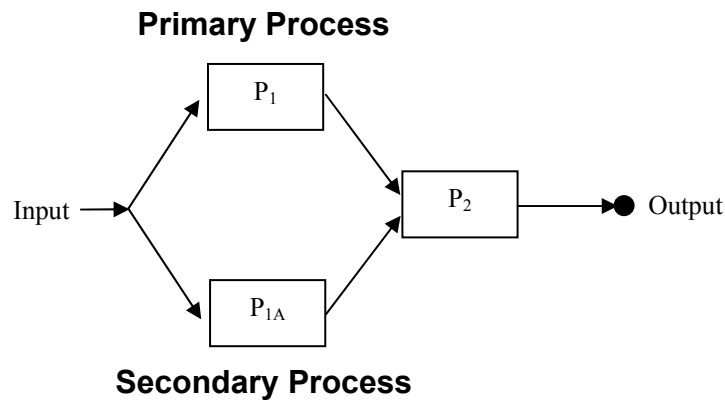 Primary Process
P₁
Input
P₂
Output
P₁A
Secondary Process